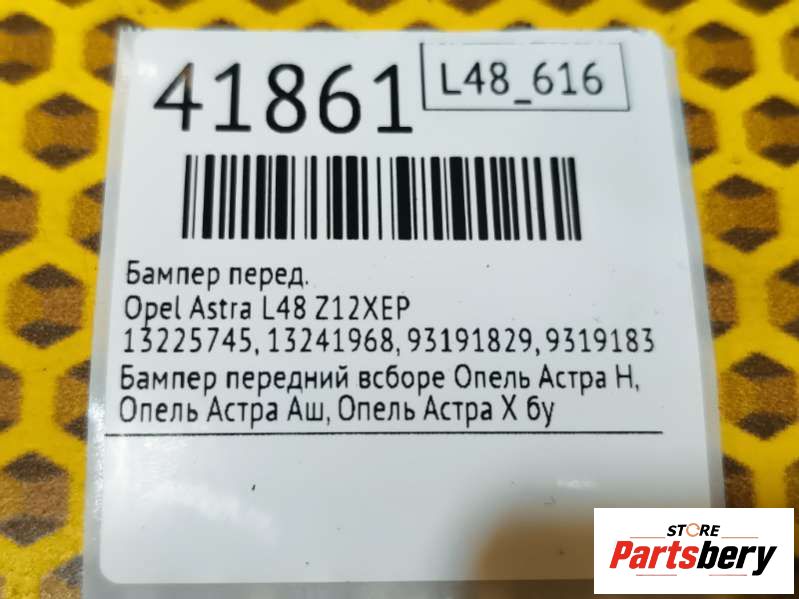 41861
L48_616
Бампер перед.
Opel Astra L48 Z12XEP
13225745, 13241968, 93191829, 9319183
Бампер передний всборе Опель Астра Н,
Опель Астра Аш, Опель Астра Х бу
STORE
Partsbery